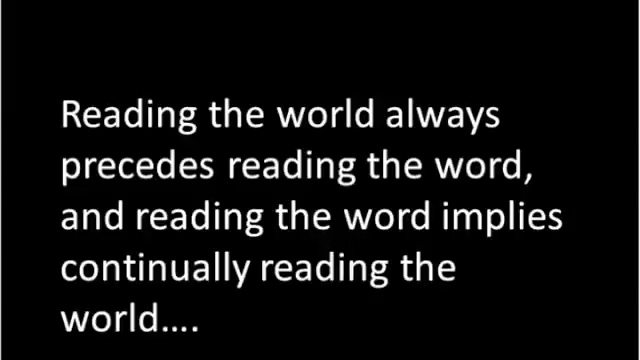 Reading the world always
precedes reading the word,
and reading the word implies
continually reading the
world....